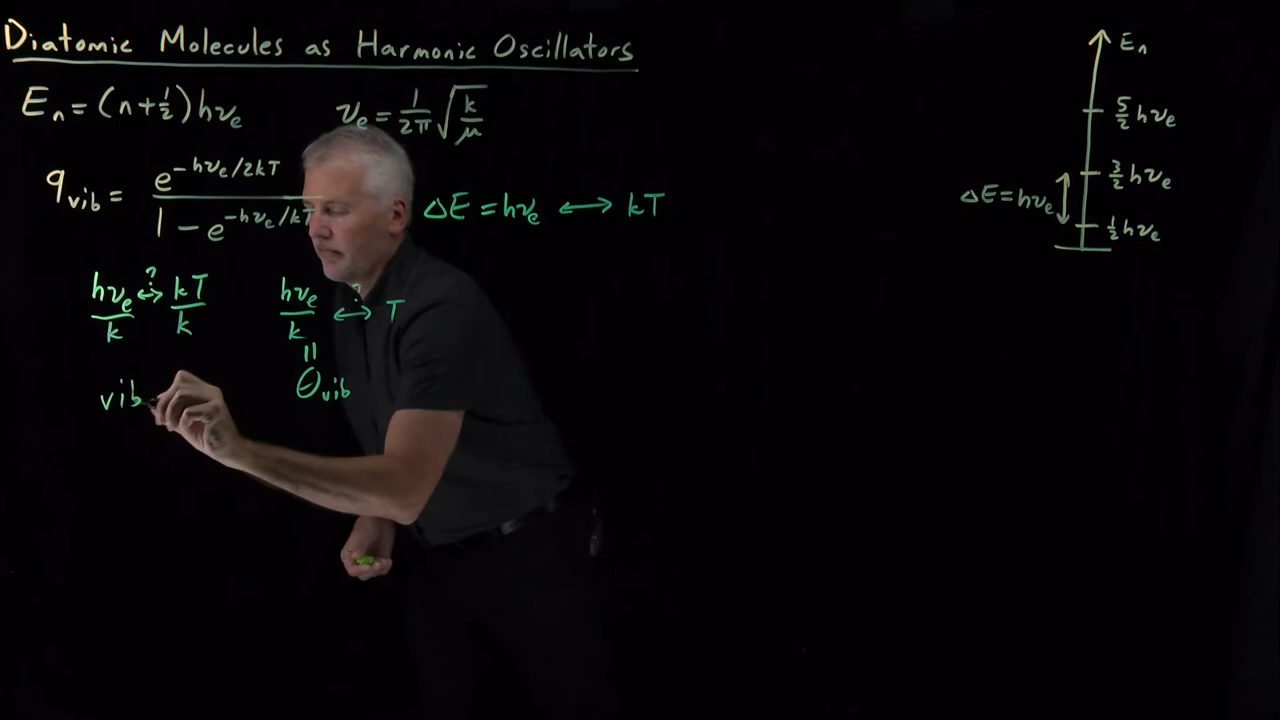 Diatomic Molecules as Harmonic Oscillators
Eₙ = (n + ½) hνₑ
νₑ = 1/2π √(k/μ)
q_vib = e^(-hνₑ/2kT) / (1 - e^(-hνₑ/kT))
ΔE = hνₑ ↔ kT
hνₑ/k ↔? kT/k
hνₑ/k ↔? T
=
Θ_vib
vib
Eₙ
5/2 hνₑ
3/2 hνₑ
ΔE = hνₑ
½ hνₑ